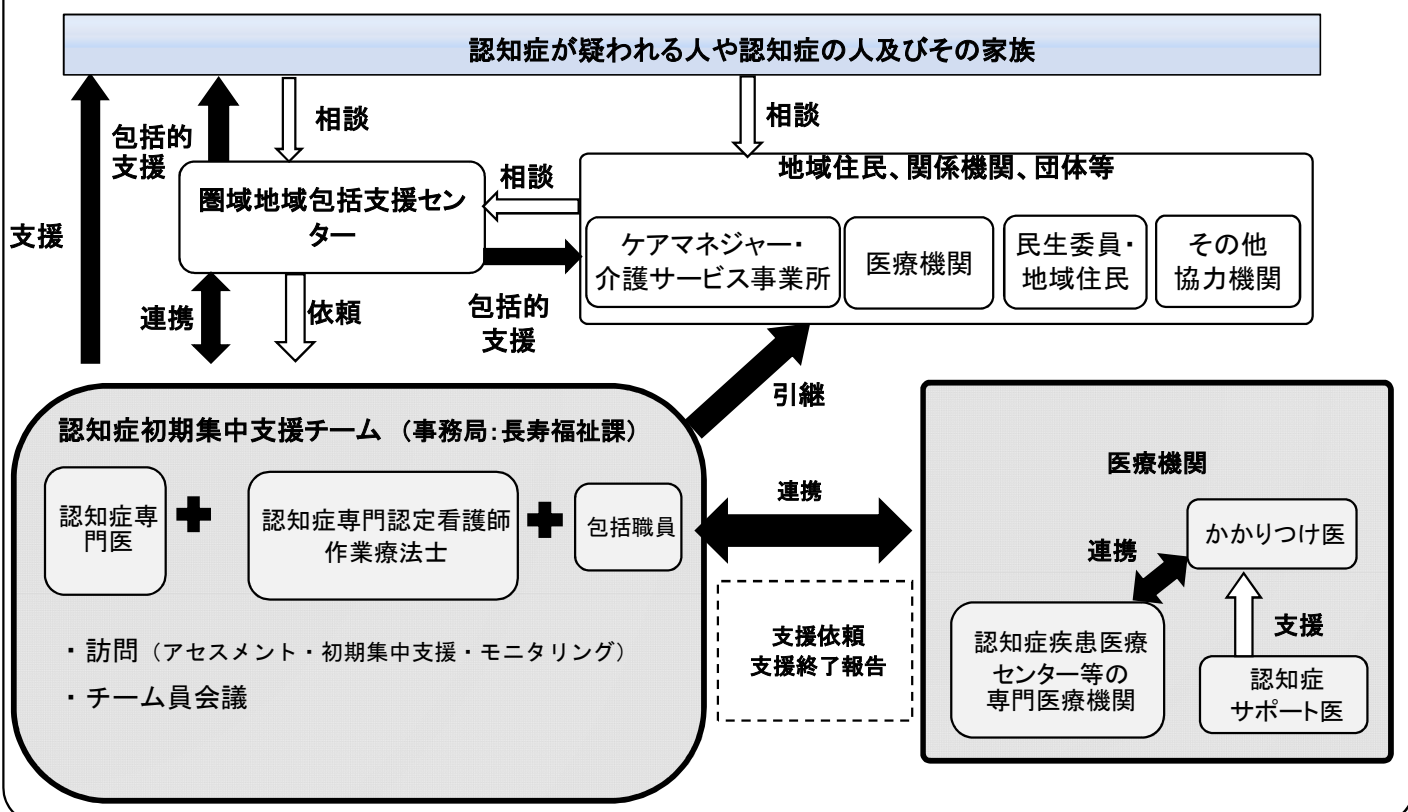 認知症が疑われる人や認知症の人及びその家族
相談
相談
包括的
支援
支援
圏域地域包括支援セン
ター
相談
地域住民、関係機関、団体等
ケアマネジャー・
介護サービス事業所
医療機関
民生委員・
地域住民
その他
協力機関
連携
依頼
包括的
支援
引継
認知症初期集中支援チーム （事務局：長寿福祉課）
認知症専
門医
認知症専門認定看護師
作業療法士
包括職員
・訪問（アセスメント・初期集中支援・モニタリング）
・チーム員会議
連携
支援依頼
支援終了報告
医療機関
かかりつけ医
連携
支援
認知症疾患医療
センター等の
専門医療機関
認知症
サポート医